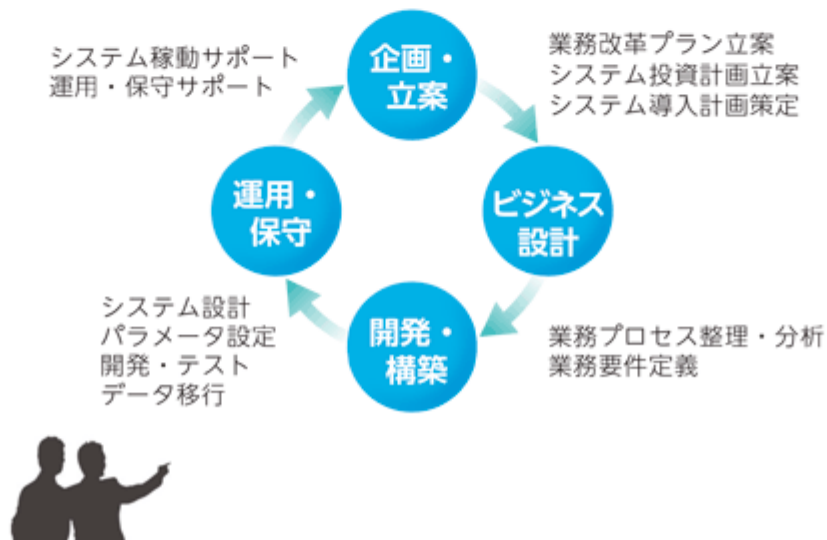 企画・
立案
業務改革プラン立案
システム投資計画立案
システム導入計画策定
ビジネス
設計
業務プロセス整理・分析
業務要件定義
開発・
構築
システム設計
パラメータ設定
開発・テスト
データ移行
運用・
保守
システム稼動サポート
運用・保守サポート